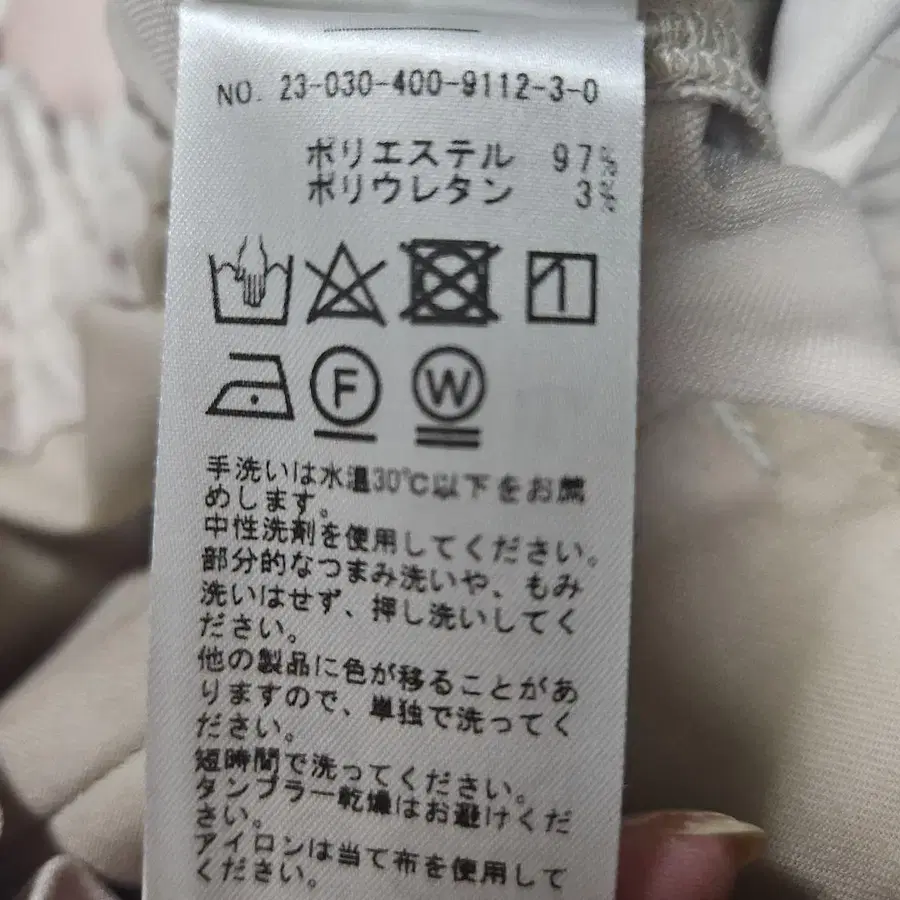 NO. 23-030-400-9112-3-0
ポリエステル 97%
ポリウレタン 3%
F W
手洗いは水温30℃以下をお薦
めします。
中性洗剤を使用してください。
部分的なつまみ洗いや、もみ
洗いはせず、押し洗いしてく
ださい。
他の製品に色が移ることがあ
りますので、単独で洗ってく
ださい。
短時間で洗ってください。
タンブラー乾燥はお避けくだ
さい。
アイロンは当て布を使用して
ください。